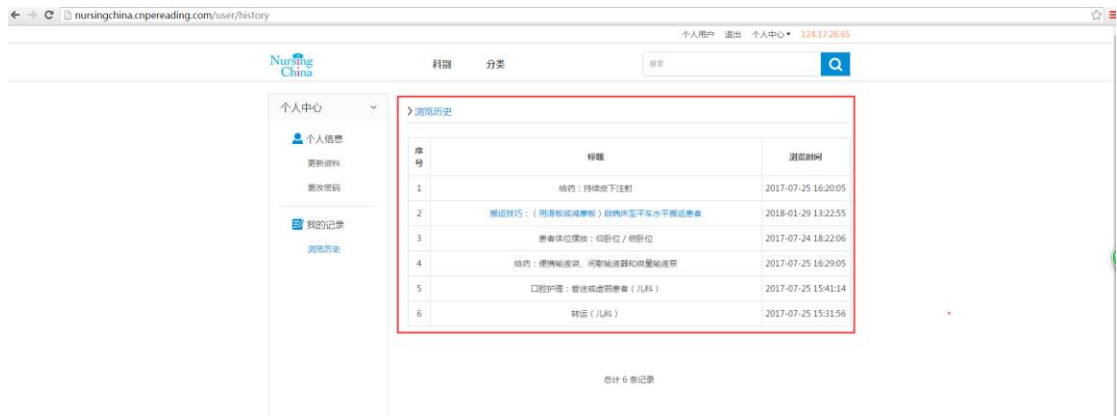 nursingchina.cnpereading.com/user/history
个人用户 退出 个人中心 124.17.26.65
Nursing China
科别 分类 搜索
个人中心
个人信息
更新资料
更改密码
我的记录
浏览历史
浏览历史
序号 标题 浏览时间
1 给药：持续皮下注射 2017-07-25 16:20:05
2 搬运技巧：（用滑板或减摩板）自病床至平车水平搬运患者 2018-01-29 13:22:55
3 患者体位摆放：仰卧位 / 侧卧位 2017-07-24 18:22:06
4 给药：便携输液袋、间歇输液器和微量输液泵 2017-07-25 16:29:05
5 口腔护理：昏迷或虚弱患者（儿科） 2017-07-25 15:41:14
6 转运（儿科） 2017-07-25 15:31:56
总计 6 条记录